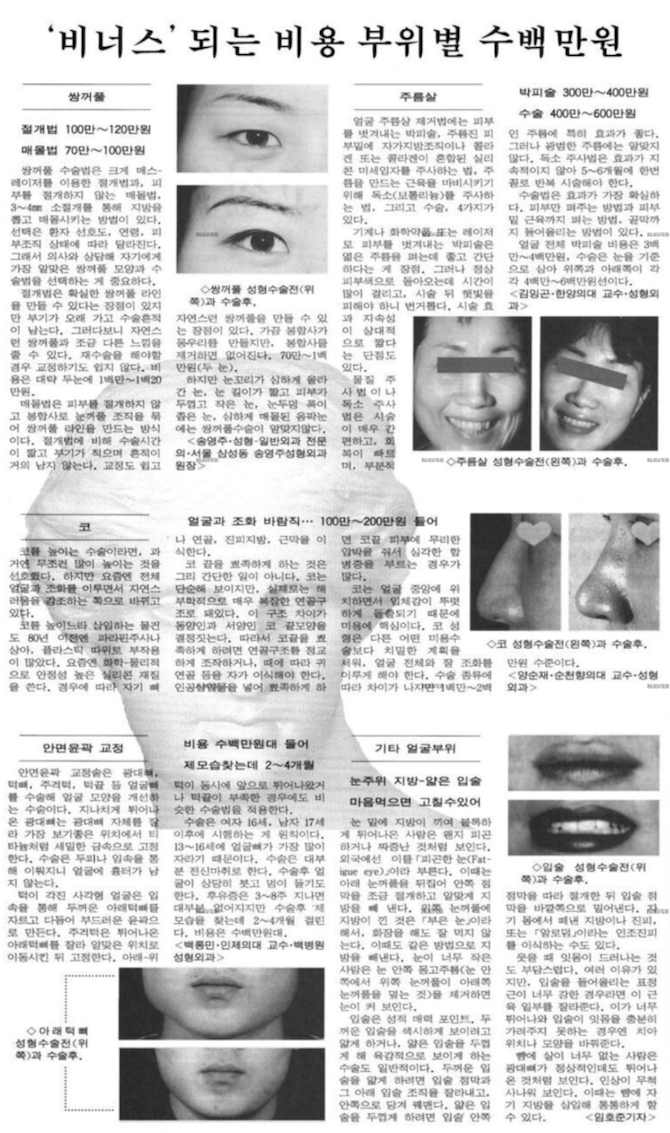 ‘비너스’ 되는 비용 부위별 수백만원
쌍꺼풀
절개법 100만〜120만원
매몰법 70만〜100만원
쌍꺼풀 수술법은 크게 메스·
레이저를 이용한 절개법과, 피
부를 절개하지 않는 매몰법,
3〜4㎜ 소절개를 통해 지방을
뽑고 매몰시키는 방법이 있다.
선택은 환자 선호도, 연령, 피
부조직 상태에 따라 달라진다.
그래서 의사와 상담해 자기에게
가장 알맞은 쌍꺼풀 모양과 수
술법을 선택하는 게 중요하다.
절개법은 확실한 쌍꺼풀 라인
을 만들 수 있다는 장점이 있지
만 부기가 오래 가고 수술흔적
이 남는다. 그러다보니 자연스
런 쌍꺼풀과 조금 다른 느낌을
줄 수 있다. 재수술을 해야할
경우 교정하기도 쉽지 않다. 비
용은 대략 두눈에 1백만〜1백20
만원.
매몰법은 피부를 절개하지 않
고 봉합사로 눈꺼풀 조직을 묶
어 쌍꺼풀 라인을 만드는 방식
이다. 절개법에 비해 수술시간
이 짧고 부기가 적으며 흔적이
거의 남지 않는다. 교정도 쉽고
◇쌍꺼풀 성형수술전(위
쪽)과 수술후.
자연스런 쌍꺼풀을 만들 수 있
는 장점이 있다. 가끔 봉합사가
몽우리를 만들지만, 봉합사를
제거하면 없어진다. 70만〜1백
만원(두 눈).
하지만 눈꼬리가 심하게 올라
간 눈, 눈 길이가 짧고 피부가
두껍고 작은 눈, 눈두덩 폭이
좁은 눈, 심하게 돌출된 눈
에는 쌍꺼풀수술이 알맞지않다.
<송영주·성형-일반외과 전문
의·서울 삼성동 송영주성형외과
원장>
주름살
박피술 300만〜400만원
수술 400만〜600만원
얼굴 주름살 제거법에는 피부
를 벗겨내는 박피술, 주름진 피
부밑에 자가지방조직이나 콜라
겐 또는 콜라겐이 혼합된 실리
콘 미세입자를 주사하는 법, 주
름을 만드는 근육을 마비시키기
위해 독소(보톨리늄)를 주사하
는 법, 그리고 수술, 4가지가
있다.
기계나 화학약품 또는 레이저
로 피부를 벗겨내는 박피술은
엷은 주름을 펴는데 좋고 간단
하다는 게 장점. 그러나 정상
피부색으로 돌아오는데 시간이
많이 걸리고, 시술 뒤 햇빛을
피해야 하니 번거롭다. 시술 효
과 지속성
이 상대적
으로 짧다
는 단점도
있다.
물질 주
사법이나
독소 주사
법은 시술
이 매우 간
편하고, 회
복이 빠르
며, 부분적
인 주름에 특히 효과가 좋다.
그러나 광범한 주름에는 알맞지
않다. 독소 주사법은 효과가 지
속적이지 않아 5〜6개월에 한번
꼴로 반복 시술해야 한다.
수술법은 효과가 가장 확실하
다. 피부만 펴주는 방법과 피부
밑 근육까지 펴는 방법, 골막까
지 들어올리는 방법이 있다.
얼굴 전체 박피술 비용은 3백
만〜4백만원, 수술은 눈을 기준
으로 삼아 위쪽과 아래쪽이 각
각 4백만〜6백만원선이다.
<김잉곤·한양의대 교수·성형외
과>
◇주름살 성형수술전(왼쪽)과 수술후.
코
얼굴과 조화 바람직… 100만〜200만원 들어
코를 높이는 수술이라면, 과
거엔 무조건 많이 높이는 것을
선호했다. 하지만 요즘엔 전체
얼굴과 조화를 이루면서 자연스
러움을 강조하는 쪽으로 바뀌고
있다.
코를 높이느라 삽입하는 물건
도 80년 이전엔 파라핀주사나
상아, 플라스틱 따위로 부작용
이 많았다. 요즘엔 화학-물리적
으로 안정성 높은 실리콘 재질
을 쓴다. 경우에 따라 자기 뼈
나 연골, 진피지방, 근막을 이
식한다.
코 끝을 뾰족하게 하는 것은
그리 간단한 일이 아니다. 코는
단순해 보이지만, 실제로는 해
부학적으로 매우 복잡한 연골구
조로 돼있다. 이 구조 차이가
동양인과 서양인 코 끝모양을
결정짓는다. 따라서 코끝을 뾰
족하게 하려면 연골구조를 정교
하게 조작하거나, 때에 따라 귀
연골 등을 자가 이식해야 한다.
인공삽입물을 넣어 뾰족하게 하
면 코끝 피부에 무리한
압박을 줘서 심각한 합
병증을 부르는 경우가
많다.
코는 얼굴 중앙에 위
치하면서 입체감이 뚜렷
하게 돌출되기 때문에
미용에 핵심이다. 코 성
형은 다른 어떤 미용수
술보다 치밀한 계획을
세워, 얼굴 전체와 잘 조화를
이루게 해야 한다. 수술 종류에
따라 차이가 나지만 1백만〜2백
◇코 성형수술전(왼쪽)과 수술후.
만원 수준이다.
<양순재·순천향의대 교수·성형
외과>
안면윤곽 교정
비용 수백만원대 들어
제모습찾는데 2〜4개월
안면윤곽 교정술은 광대뼈,
턱뼈, 주걱턱, 턱끝 등 얼굴뼈
를 수술해 얼굴 모양을 개선하
는 수술이다. 지나치게 튀어나
온 광대뼈는 광대뼈 자체를 잘
라 가장 보기좋은 위치에서 티
타늄처럼 세밀한 금속으로 고정
한다. 수술은 두피나 입속을 통
해 이뤄지니 얼굴에 흉터가 남
지 않는다.
턱이 각진 사각형 얼굴은 입
속을 통해 두꺼운 아래턱뼈를
자르고 다듬어 부드러운 윤곽으
로 만든다. 주걱턱은 튀어나온
아래턱뼈를 잘라 알맞은 위치로
이동시킨 뒤 고정한다. 아래-위
턱이 동시에 앞으로 튀어나왔거
나 턱끝이 부족한 경우에도 비
슷한 수술법을 적용한다.
수술은 여자 16세, 남자 17세
이후에 시행하는 게 원칙이다.
13〜16세에 얼굴뼈가 가장 많이
자라기 때문이다. 수술은 대부
분 전신마취로 한다. 수술후 얼
굴이 상당히 붓고 멍이 들기도
한다. 후유증은 3〜8주 지나면
대부분 없어지지만 수술후 제
모습을 찾는데 2〜4개월 걸린
다. 비용은 수백만원대.
<백롱민·인제의대 교수·백병원
성형외과>
◇아래턱뼈
성형수술전(위
쪽)과 수술후.
기타 얼굴부위
눈주위 지방-얇은 입술
마음먹으면 고칠수있어
눈 밑에 지방이 끼여 불룩하
게 튀어나온 사람은 왠지 피곤
하거나 짜증난 것처럼 보인다.
외국에선 이를 「피곤한 눈(Fat-
igue eye)」이라 부른다. 이때는
아래 눈꺼풀을 뒤집어 안쪽 점
막을 조금 절개하고 알맞게 지
방을 빼 낸다. 위쪽 눈꺼풀에
지방이 낀 것은 「부은 눈」이라
해서, 화장을 해도 잘 먹지 않
는다. 이때도 같은 방법으로 지
방을 빼낸다. 눈이 너무 작은
사람은 눈 안쪽 몽고주름(눈 안
쪽에서 위쪽 눈꺼풀이 아래쪽
눈꺼풀을 덮는 것)을 제거하면
눈이 커 보인다.
입술은 성적 매력 포인트. 두
꺼운 입술을 섹시하게 보이려고
얇게 하거나, 얇은 입술을 두껍
게 해 육감적으로 보이게 하는
수술도 일반적이다. 두꺼운 입
술을 얇게 하려면 입술 점막과
그 아래 입술 조직을 잘라내고,
안쪽으로 당겨 꿰맨다. 얇은 입
술을 두껍게 하려면 입술 안쪽
◇입술 성형수술전(위
쪽)과 수술후.
점막을 따라 절개한 뒤 입술 점
막을 바깥쪽으로 밀어낸다. 자
기 몸에서 떼낸 지방이나 진피,
또는 「알로덤」이라는 인조진피
를 이식하는 수도 있다.
웃을 때 잇몸이 드러나는 것
도 부담스럽다. 여러 이유가 있
지만, 입술을 들어올리는 표정
근이 너무 강한 경우라면 이 근
육 일부를 잘라준다. 이가 너무
튀어나와 입술이 잇몸을 충분히
가려주지 못하는 경우엔 치아
위치나 모양을 바꿔준다.
뺨에 살이 너무 없는 사람은
광대뼈가 정상적인데도 튀어나
온 것처럼 보인다. 인상이 무척
사나워 보인다. 이때는 뺨에 자
기 지방을 삽입해 통통하게 할
수 있다. <임호준기자>